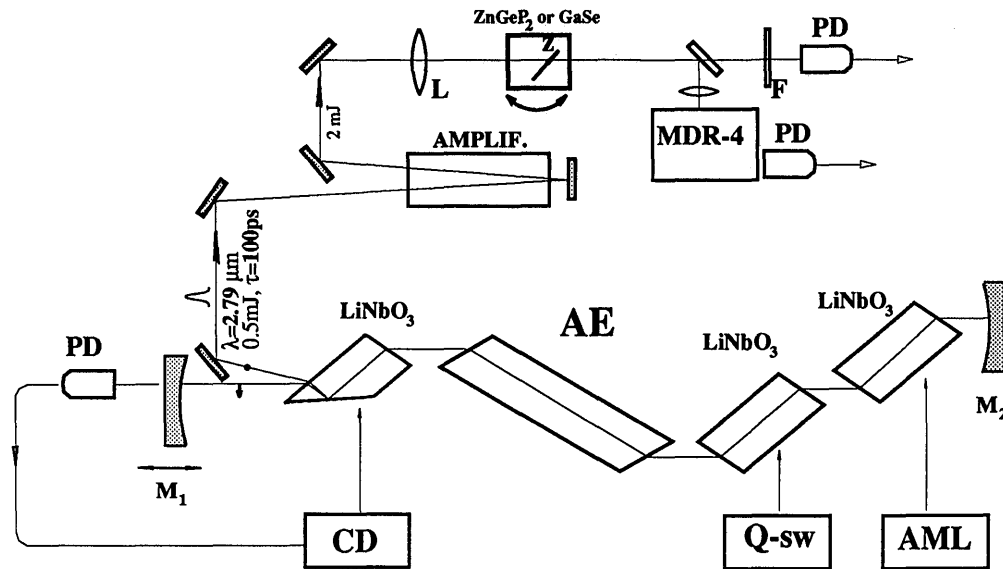 ZnGeP2 or GaSe
PD
Z
L
F
2 mJ
AMPLIF.
MDR-4
PD
λ=2.79 μm
0.5mJ, τ=100ps
LiNbO3
AE
LiNbO3
LiNbO3
PD
M1
M2
CD
Q-sw
AML